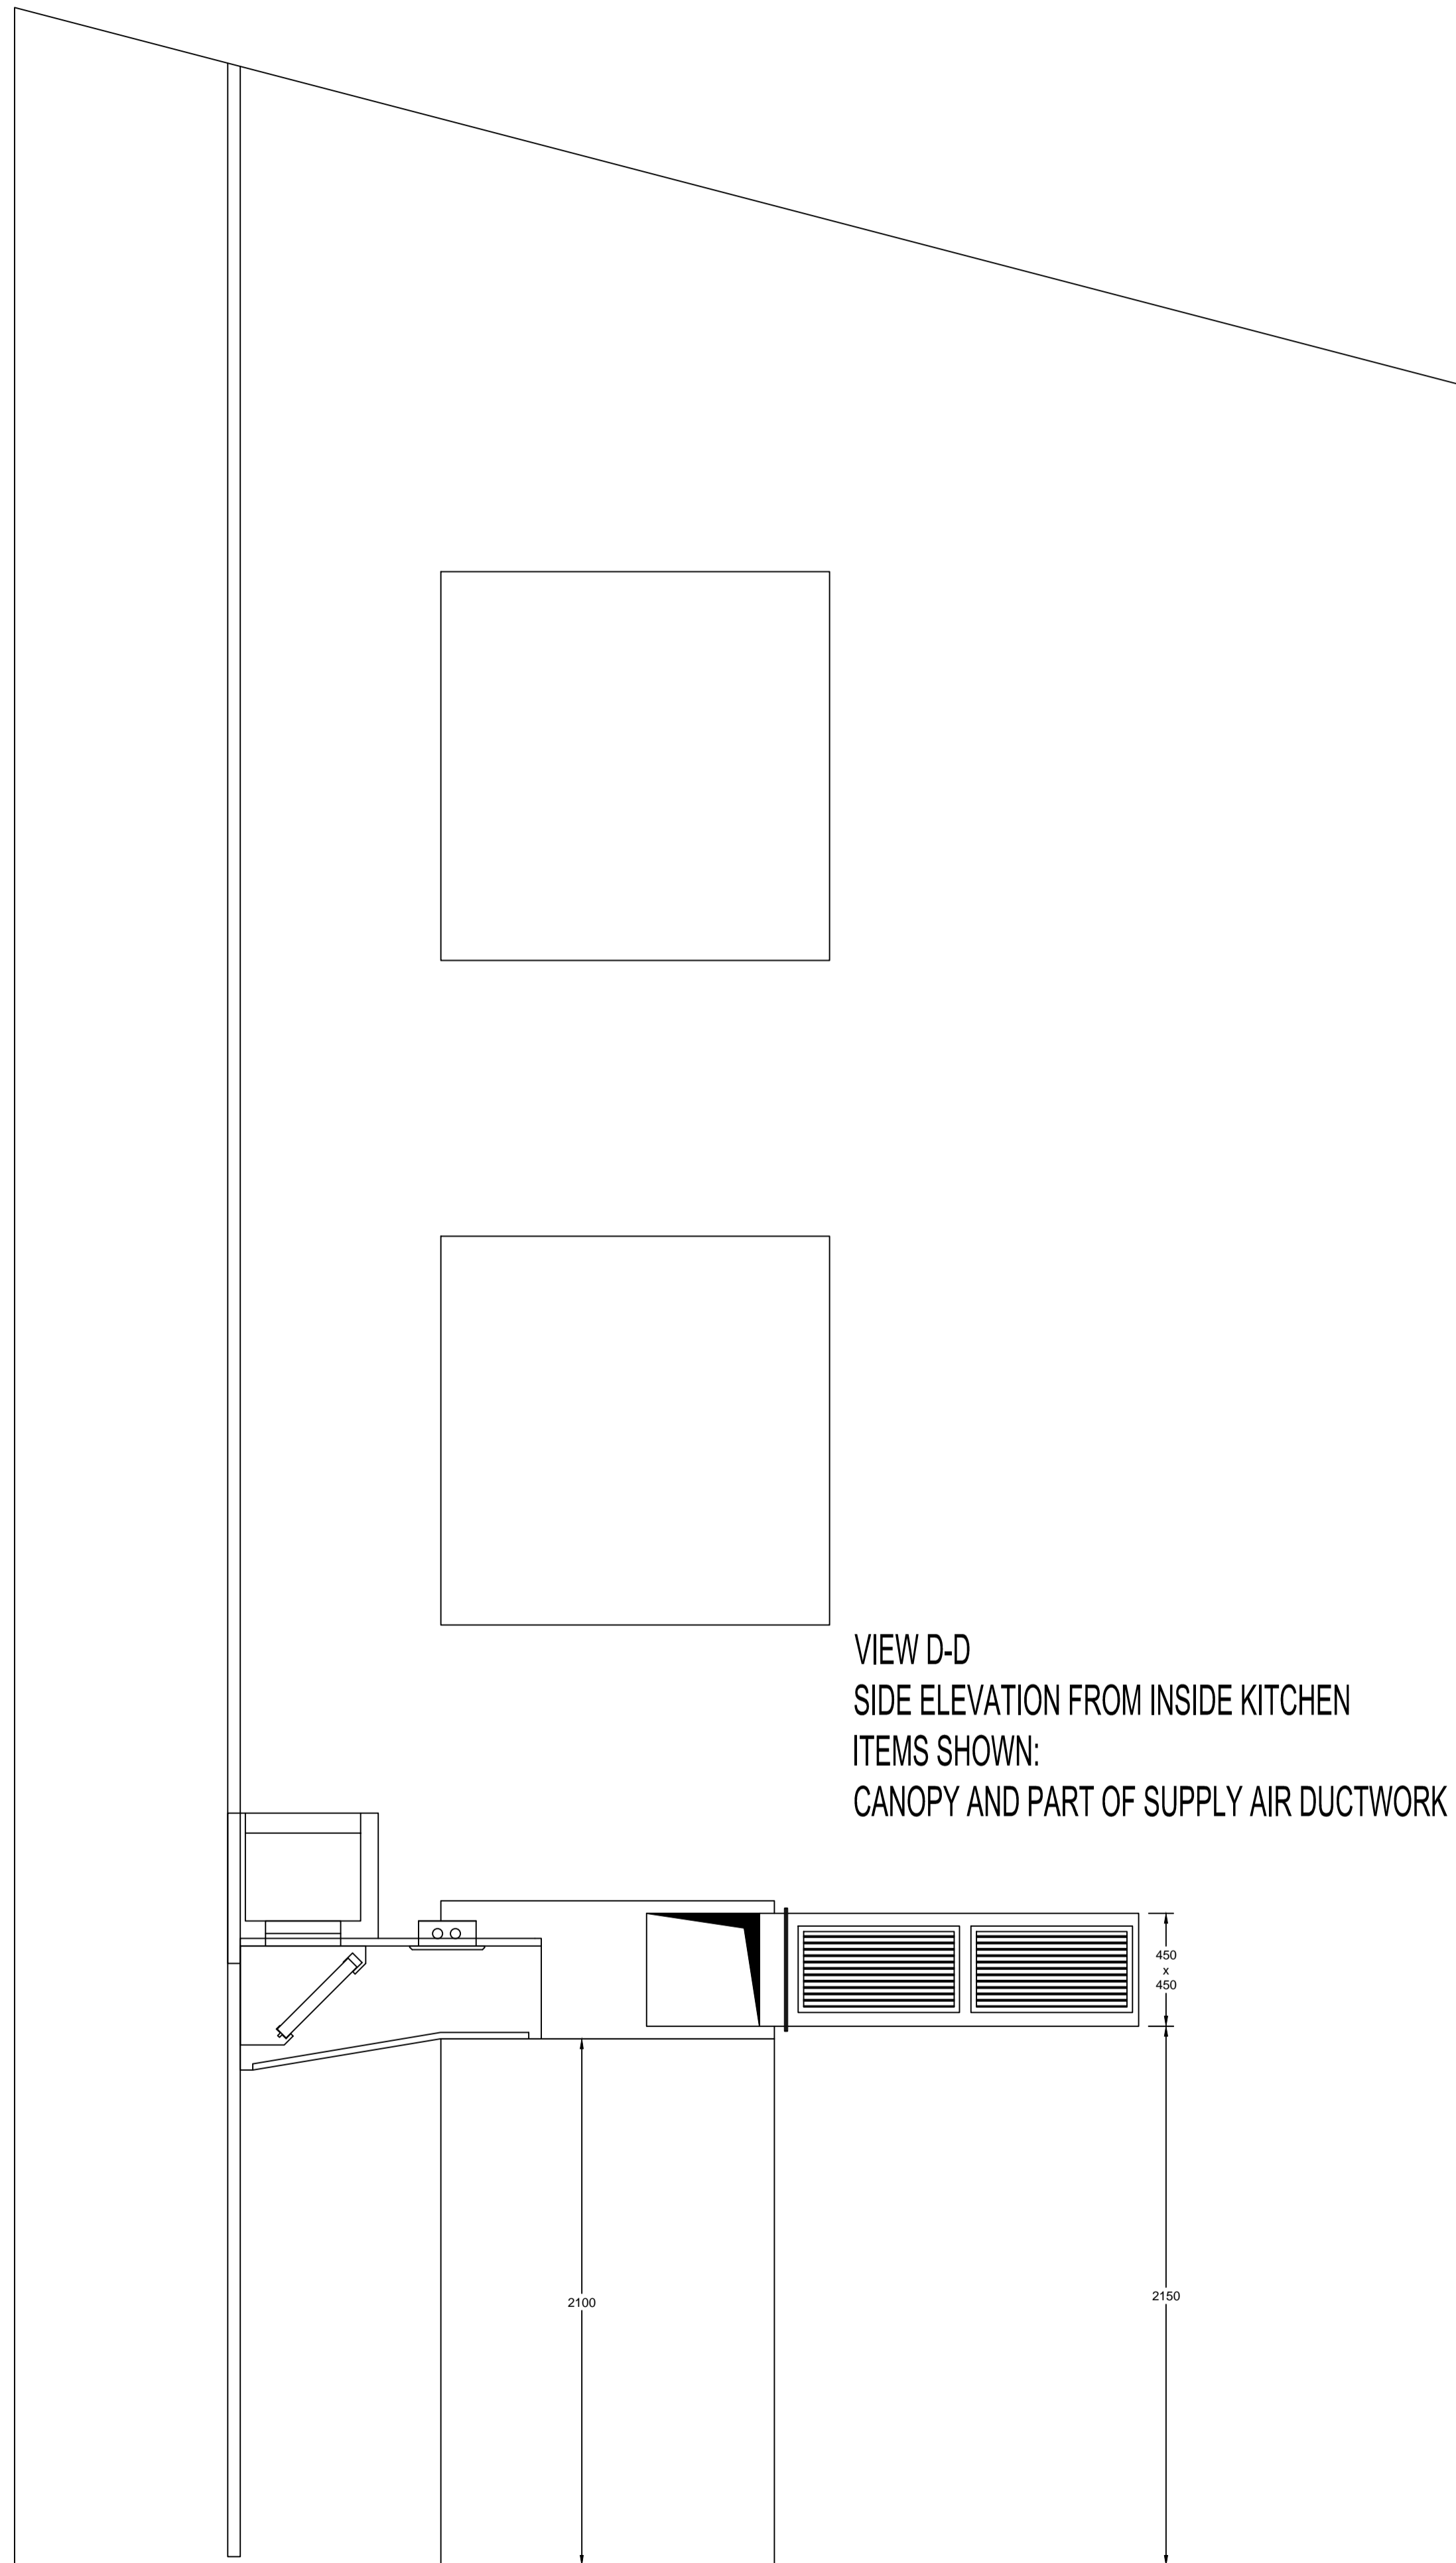 VIEW D-D
SIDE ELEVATION FROM INSIDE KITCHEN
ITEMS SHOWN:
CANOPY AND PART OF SUPPLY AIR DUCTWORK
450
x
450
2100
2150